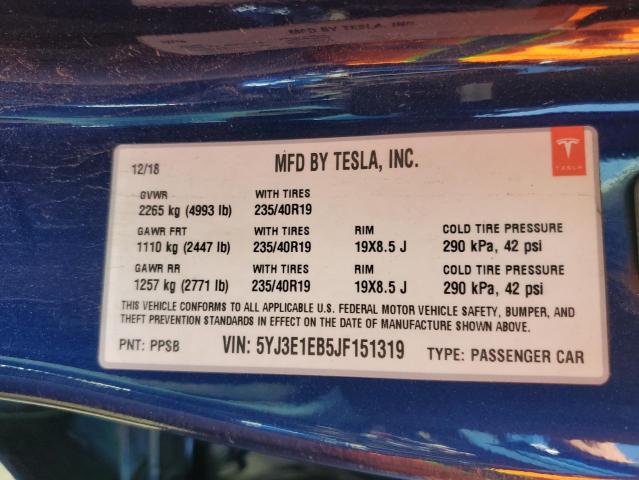 MFD BY TESLA, INC.
12/18 MFD BY TESLA, INC.
GVWR WITH TIRES
2265 kg (4993 lb) 235/40R19
GAWR FRT WITH TIRES RIM COLD TIRE PRESSURE
1110 kg (2447 lb) 235/40R19 19X8.5 J 290 kPa, 42 psi
GAWR RR WITH TIRES RIM COLD TIRE PRESSURE
1257 kg (2771 lb) 235/40R19 19X8.5 J 290 kPa, 42 psi
THIS VEHICLE CONFORMS TO ALL APPLICABLE U.S. FEDERAL MOTOR VEHICLE SAFETY, BUMPER, AND
THEFT PREVENTION STANDARDS IN EFFECT ON THE DATE OF MANUFACTURE SHOWN ABOVE.
PNT: PPSB VIN: 5YJ3E1EB5JF151319 TYPE: PASSENGER CAR